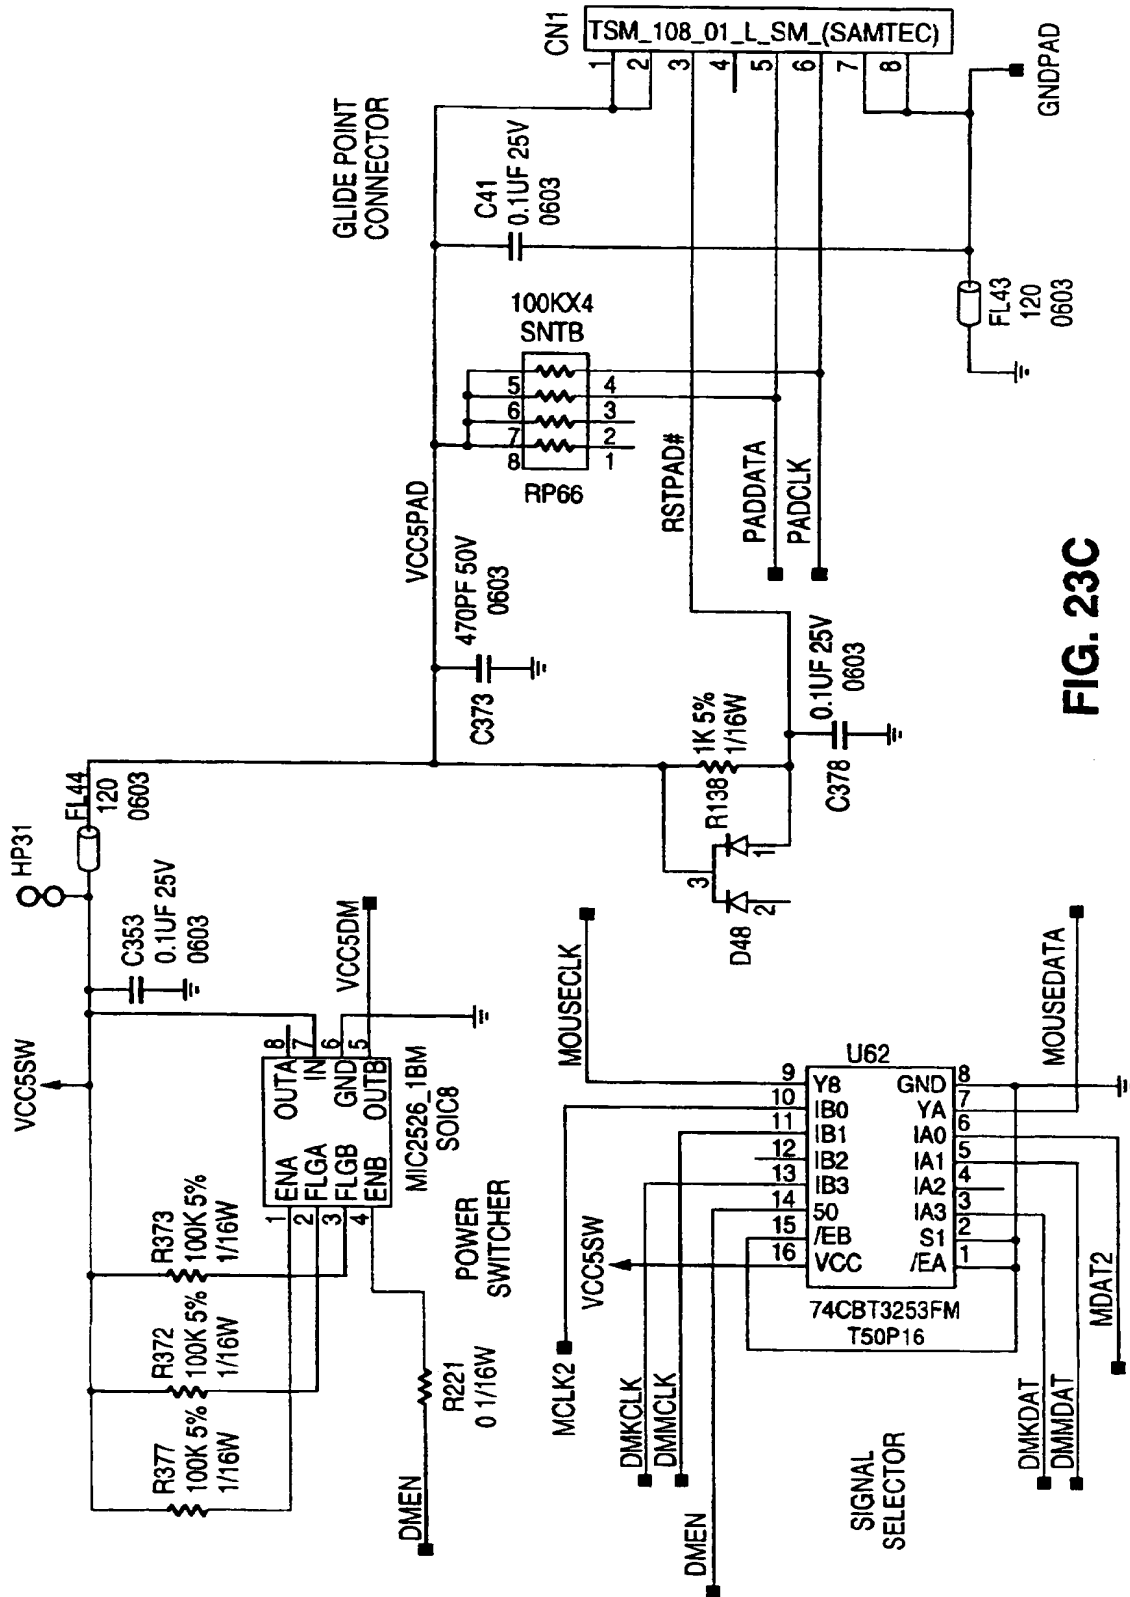 CN1
TSM_108_01_L_SM_(SAMTEC)
1
2
3
4
5
6
7
8
GNDPAD
GLIDE POINT
CONNECTOR
C41
0.1UF 25V
0603
FL43
120
0603
100KX4
SNTB
5
6
7
8
4
3
2
1
RP66
RSTPAD#
PADDATA
PADCLK
VCC5PAD
470PF 50V
0603
C373
HP31
FL44
120
0603
C353
0.1UF 25V
0603
VCC5SW
R138
1K 5%
1/16W
0.1UF 25V
0603
C378
3
1
2
D48
VCC5DM
8
7
6
5
OUTA
IN
GND
OUTB
ENA
FLGA
FLGB
ENB
1
2
3
4
MIC2526_1BM
SOIC8
POWER
SWITCHER
R373
100K 5%
1/16W
R372
100K 5%
1/16W
R377
100K 5%
1/16W
R221
0 1/16W
DMEN
MOUSECLK
MOUSEDATA
U62
9 Y8 GND 8
10 IB0 YA 7
11 IB1 IA0 6
12 IB2 IA1 5
13 IB3 IA2 4
14 50 IA3 3
15 /EB S1 2
16 VCC /EA 1
74CBT3253FM
T50P16
VCC5SW
MCLK2
DMKCLK
DMMCLK
DMEN
MDAT2
DMKDAT
DMMDAT
SIGNAL
SELECTOR
FIG. 23C